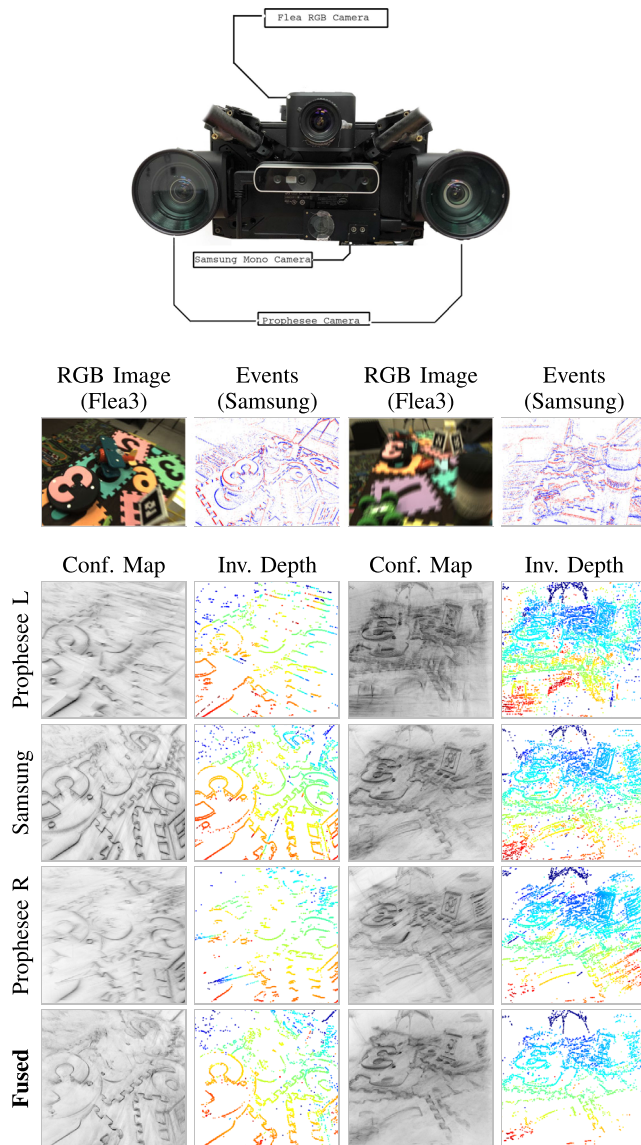 Flea RGB Camera
Samsung Mono Camera
Prophesee Camera
RGB Image
(Flea3)
Events
(Samsung)
RGB Image
(Flea3)
Events
(Samsung)
Conf. Map
Inv. Depth
Conf. Map
Inv. Depth
Prophesee L
Samsung
Prophesee R
Fused